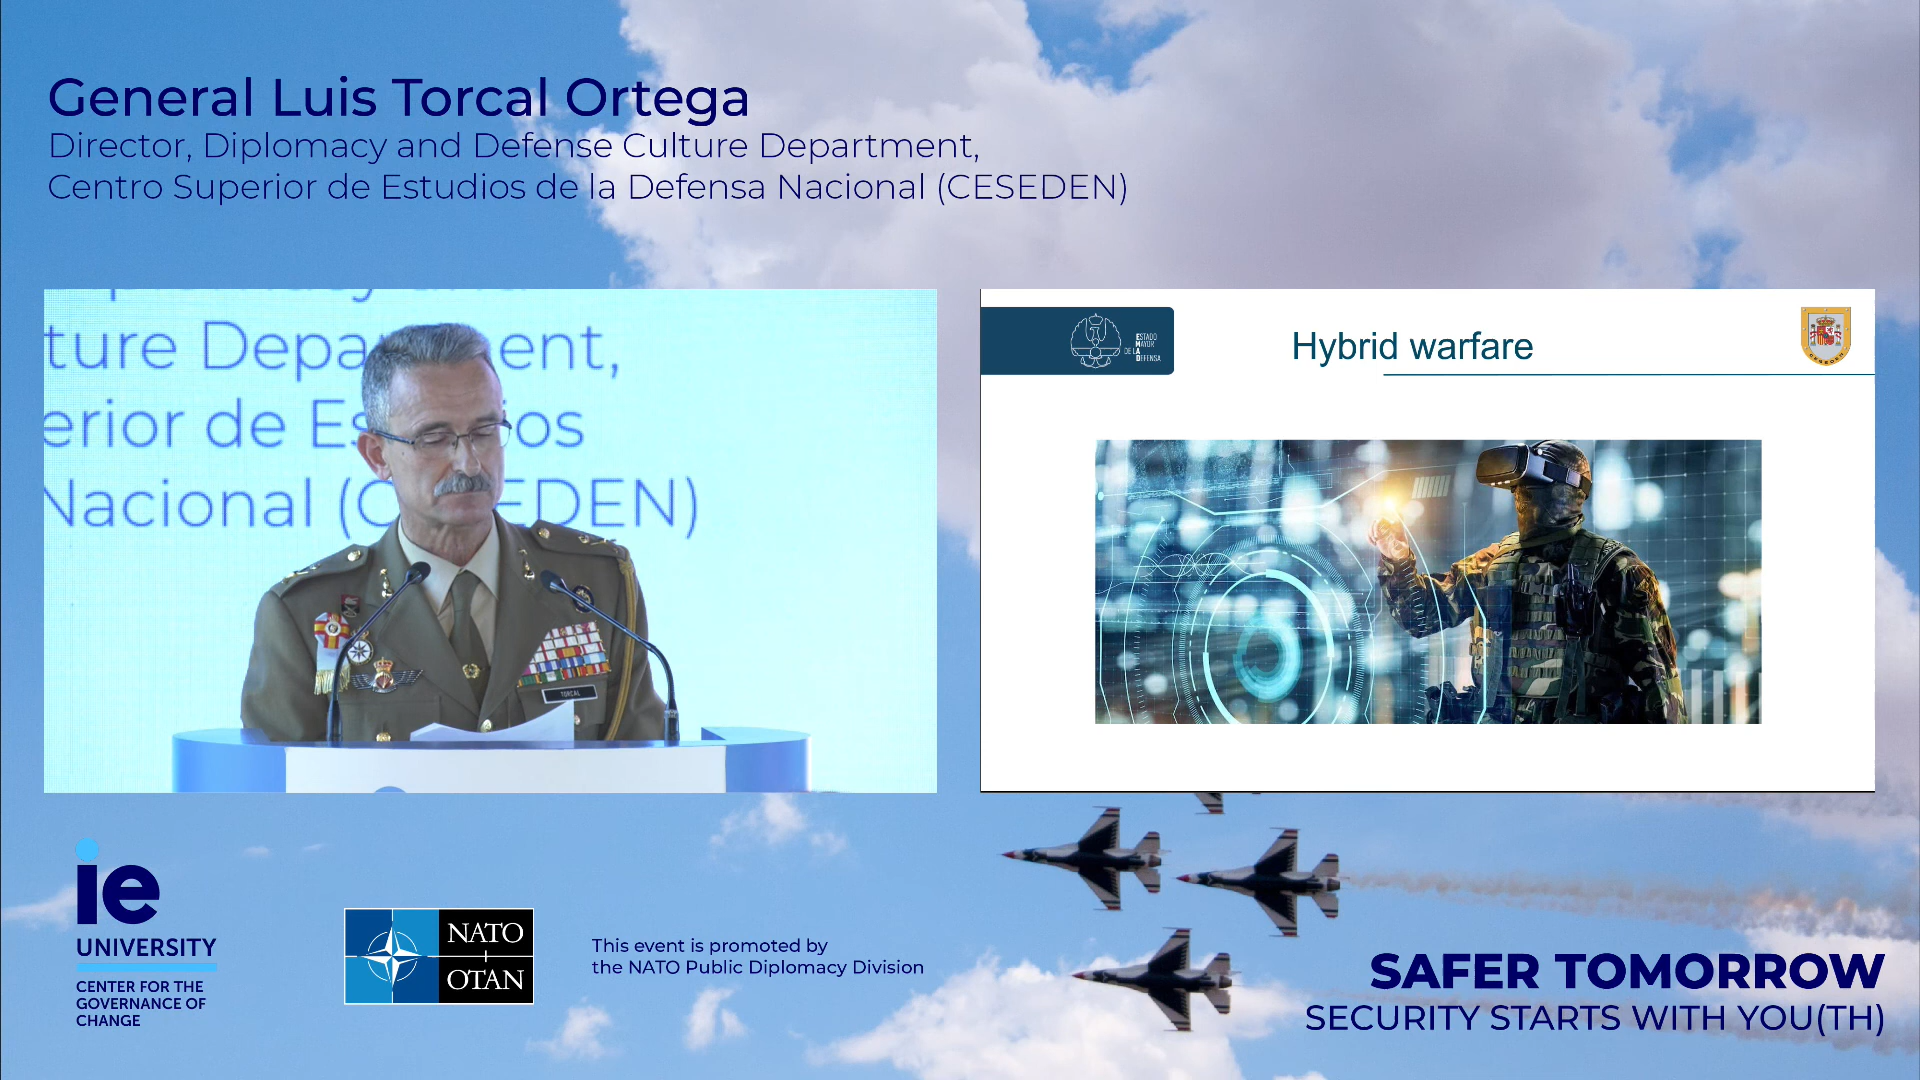 General Luis Torcal Ortega
Director, Diplomacy and Defense Culture Department,
Centro Superior de Estudios de la Defensa Nacional (CESEDEN)
ture Depa ent,
erior de Es ios
Nacional (C EDEN)
TORCAL
ESTADO
MAYOR
DE LA
DEFENSA
Hybrid warfare
CESEDEN
ie
UNIVERSITY
CENTER FOR THE
GOVERNANCE OF
CHANGE
NATO
OTAN
This event is promoted by
the NATO Public Diplomacy Division
SAFER TOMORROW
SECURITY STARTS WITH YOU(TH)